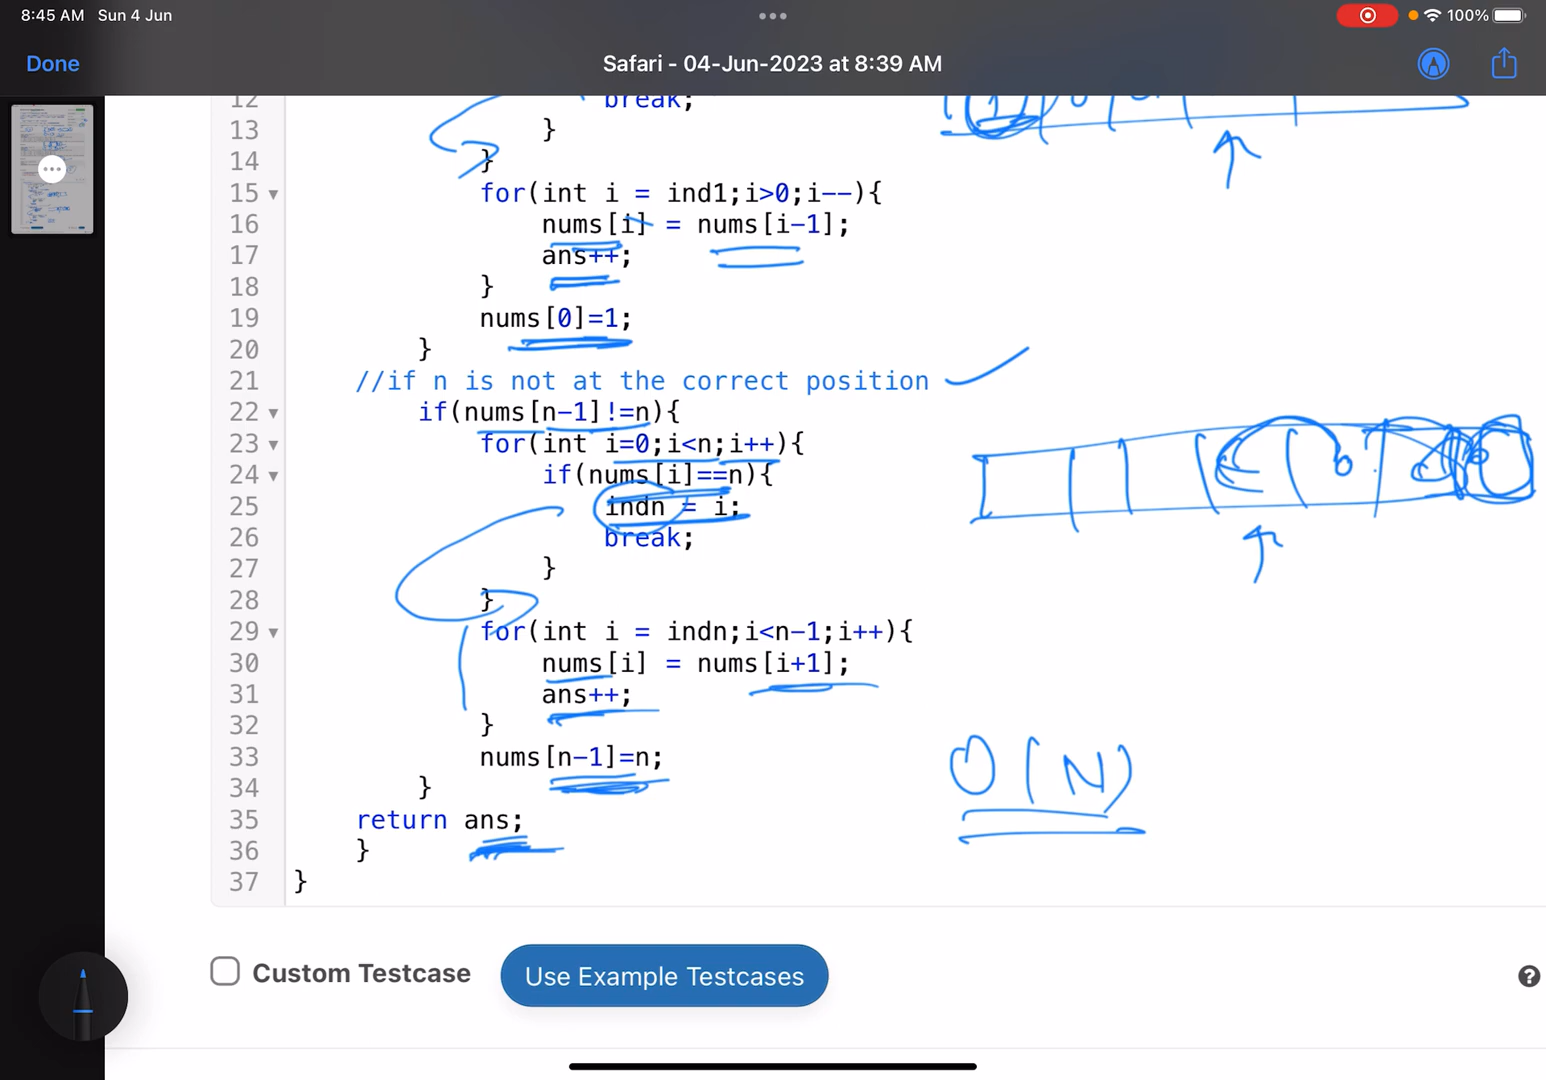 8:45 AM Sun 4 Jun
100%
Done
Safari - 04-Jun-2023 at 8:39 AM
12 break;
13 }
14 }
15 for(int i = ind1;i>0;i--){
16 nums[i] = nums[i-1];
17 ans++;
18 }
19 nums[0]=1;
20 }
21 //if n is not at the correct position
22 if(nums[n-1]!=n){
23 for(int i=0;i<n;i++){
24 if(nums[i]==n){
25 indn = i;
26 break;
27 }
28 }
29 for(int i = indn;i<n-1;i++){
30 nums[i] = nums[i+1];
31 ans++;
32 }
33 nums[n-1]=n;
34 }
35 return ans;
36 }
37 }
O(N)
Custom Testcase
Use Example Testcases
?